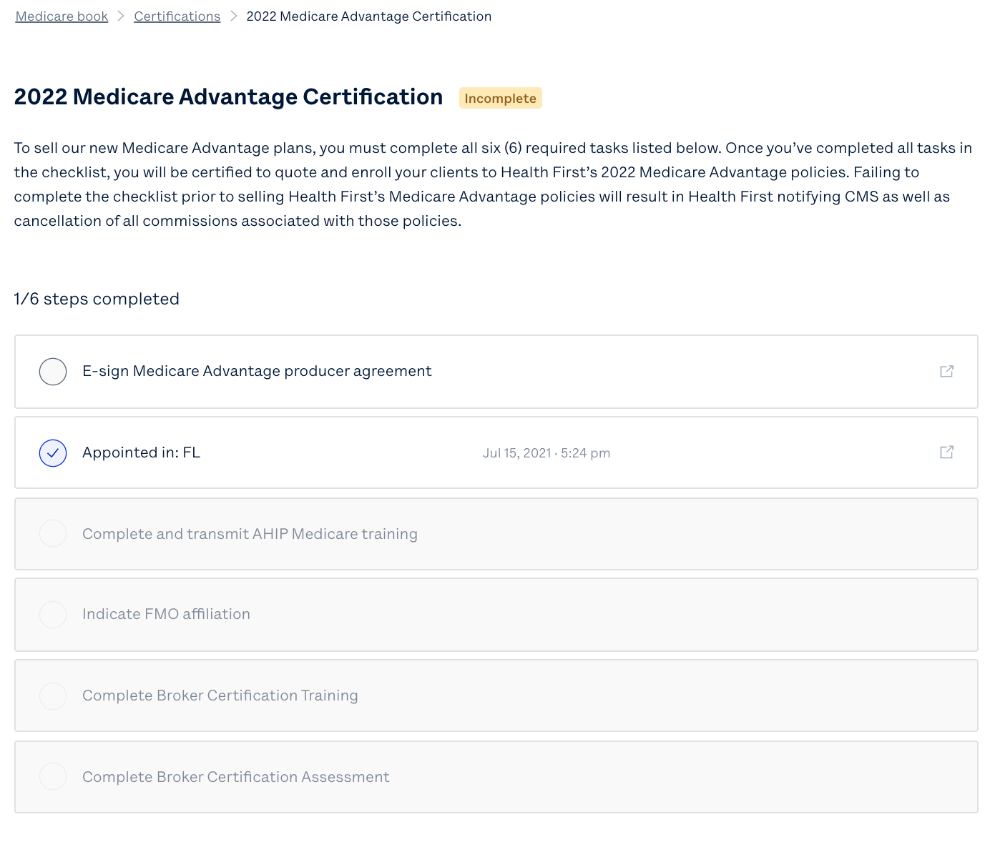 Medicare book > Certifications > 2022 Medicare Advantage Certification
2022 Medicare Advantage Certification Incomplete
To sell our new Medicare Advantage plans, you must complete all six (6) required tasks listed below. Once you’ve completed all tasks in
the checklist, you will be certified to quote and enroll your clients to Health First’s 2022 Medicare Advantage policies. Failing to
complete the checklist prior to selling Health First’s Medicare Advantage policies will result in Health First notifying CMS as well as
cancellation of all commissions associated with those policies.
1/6 steps completed
E-sign Medicare Advantage producer agreement
Appointed in: FL Jul 15, 2021 · 5:24 pm
Complete and transmit AHIP Medicare training
Indicate FMO affiliation
Complete Broker Certification Training
Complete Broker Certification Assessment